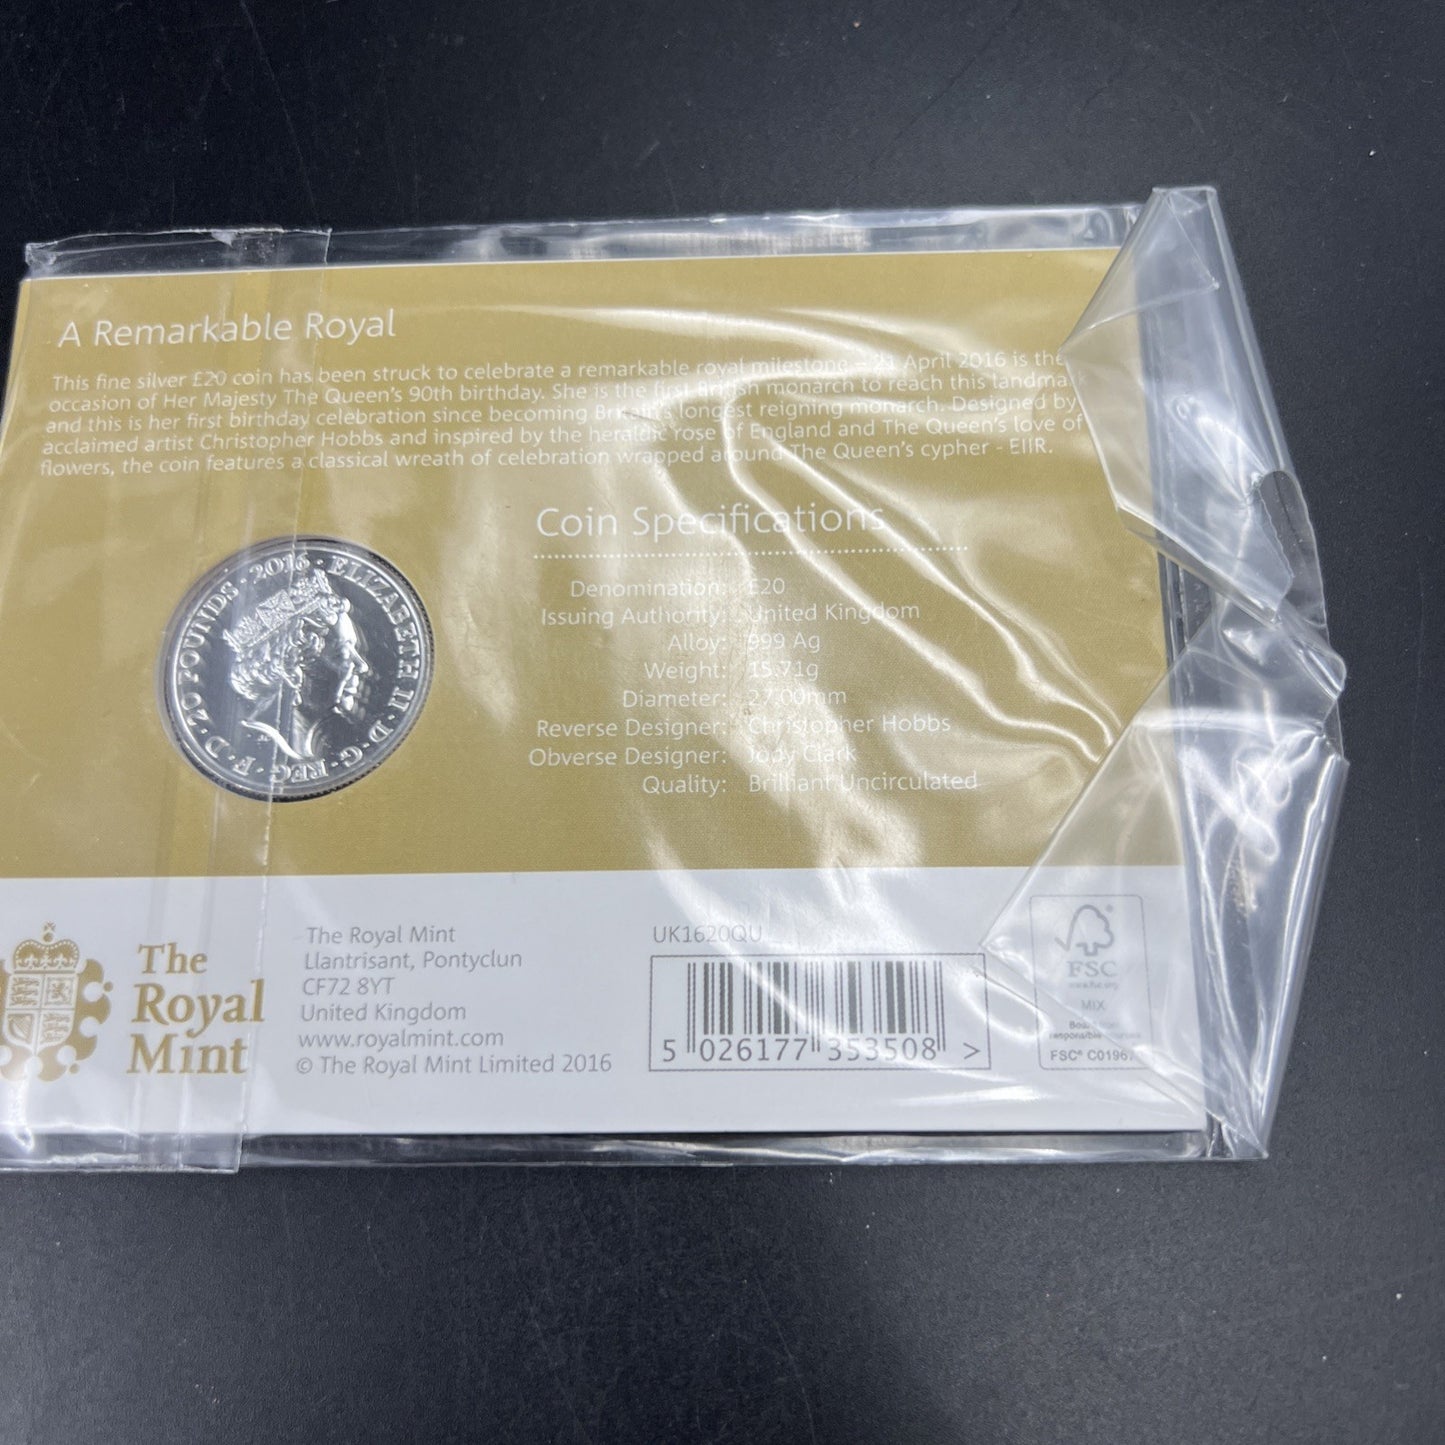 A Remarkable Royal
This fine silver £20 coin has been struck to celebrate a remarkable royal milestone – 21 April 2016 is the
occasion of Her Majesty The Queen's 90th birthday. She is the first British monarch to reach this landmark
and this is her first birthday celebration since becoming Britain's longest reigning monarch. Designed by
acclaimed artist Christopher Hobbs and inspired by the heraldic rose of England and The Queen's love of
flowers, the coin features a classical wreath of celebration wrapped around The Queen's cypher - EIIR.
Coin Specifications
Denomination: £20
Issuing Authority: United Kingdom
Alloy: 999 Ag
Weight: 15.71g
Diameter: 27.00mm
Reverse Designer: Christopher Hobbs
Obverse Designer: Jody Clark
Quality: Brilliant Uncirculated
ELIZABETH II · D · G · REG · F · D · 20 POUNDS · 2016 ·
The
Royal
Mint
The Royal Mint
Llantrisant, Pontyclun
CF72 8YT
United Kingdom
www.royalmint.com
© The Royal Mint Limited 2016
UK1620QU
5 026177 353508 >
FSC
www.fsc.org
MIX
responsible
FSC® C01967